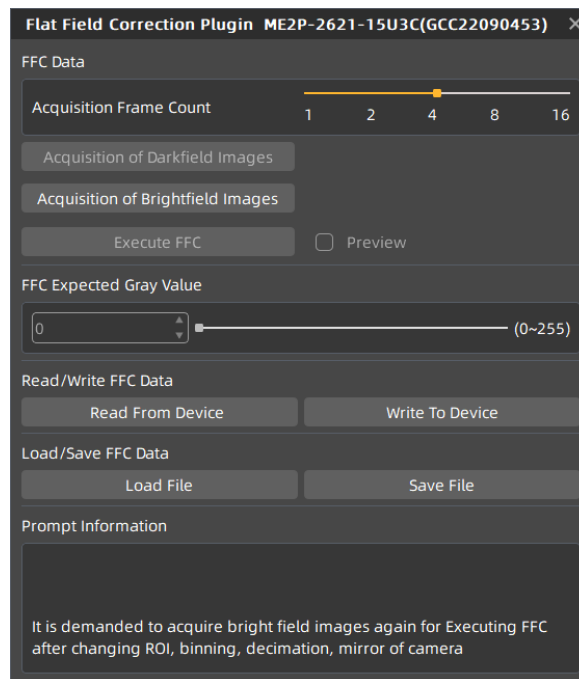 Flat Field Correction Plugin ME2P-2621-15U3C(GCC22090453) ×
FFC Data
Acquisition Frame Count
1 2 4 8 16
Acquisition of Darkfield Images
Acquisition of Brightfield Images
Execute FFC Preview
FFC Expected Gray Value
0 (0~255)
Read/Write FFC Data
Read From Device Write To Device
Load/Save FFC Data
Load File Save File
Prompt Information
It is demanded to acquire bright field images again for Executing FFC
after changing ROI, binning, decimation, mirror of camera